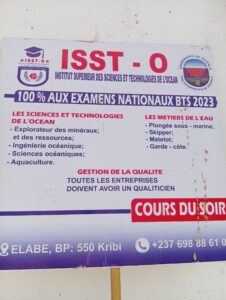 ISST-O
ISST - O
INSTITUT SUPERIEUR DES SCIENCES ET TECHNOLOGIES DE L'OCEAN
100 % AUX EXAMENS NATIONAUX BTS 2023
LES SCIENCES ET TECHNOLOGIES
DE L'OCEAN
- Explorateur des minéraux;
et des ressources;
- Ingénierie océanique;
- Sciences océaniques;
- Aquaculture.
LES METIERS DE L'EAU
- Plongée sous - marine;
- Skipper;
- Matelot;
- Garde - côte.
GESTION DE LA QUALITE
TOUTES LES ENTREPRISES
DOIVENT AVOIR UN QUALITICIEN
COURS DU SOIR
ELABE, BP: 550 Kribi
+237 698 88 61 0